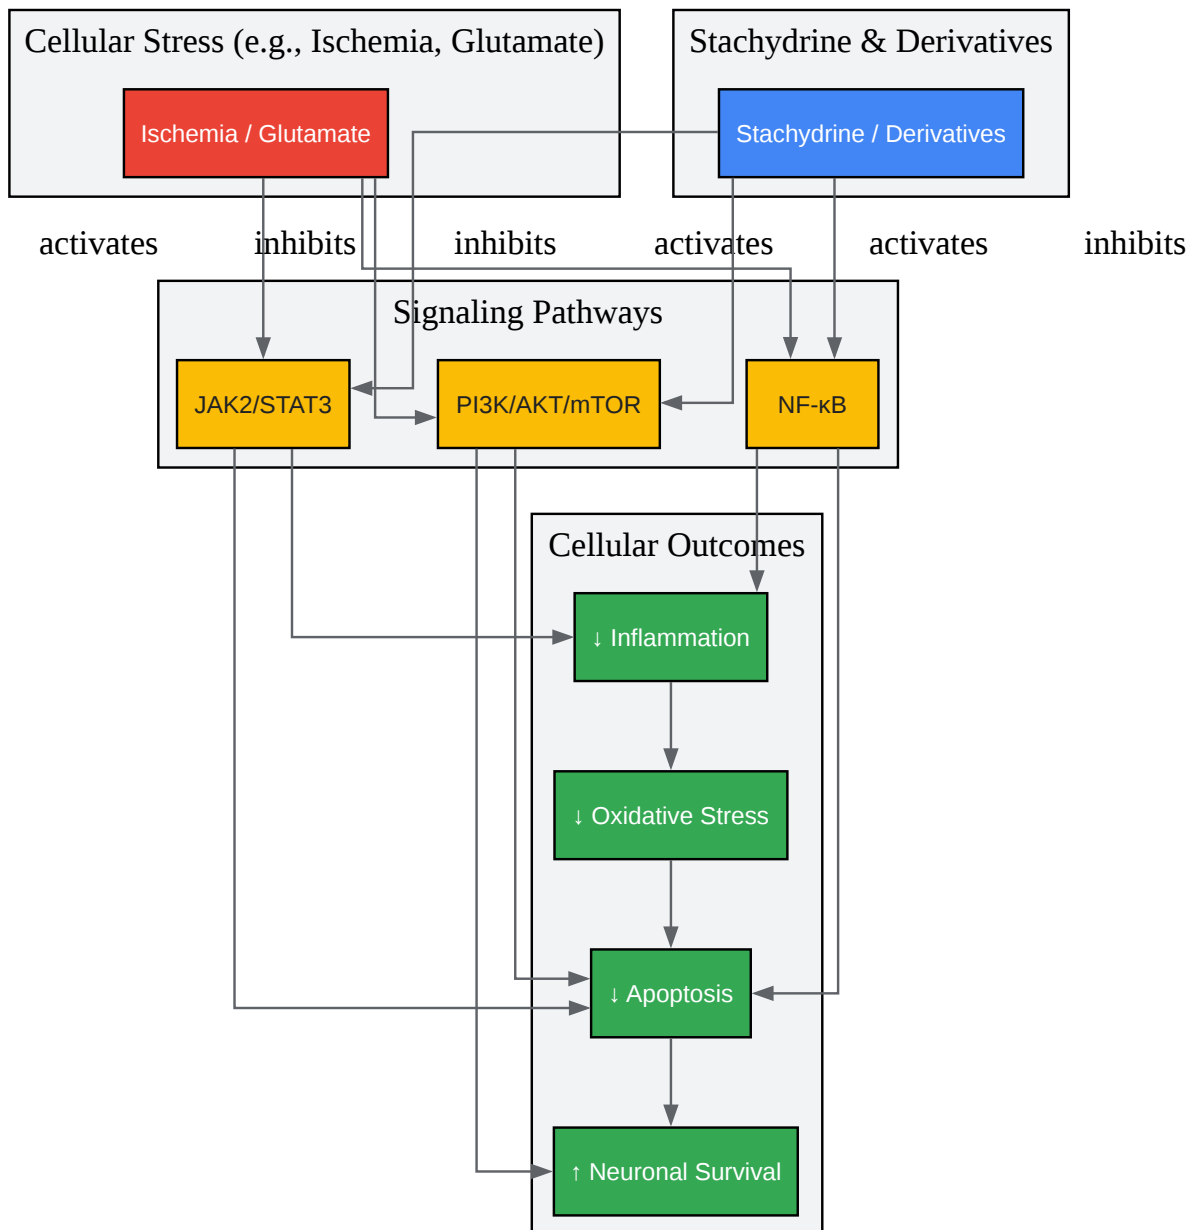 Cellular Stress (e.g., Ischemia, Glutamate)
Stachydrine & Derivatives
Ischemia / Glutamate
Stachydrine / Derivatives
activates
inhibits
inhibits
activates
activates
inhibits
Signaling Pathways
JAK2/STAT3
PI3K/AKT/mTOR
NF-κB
Cellular Outcomes
↓ Inflammation
↓ Oxidative Stress
↓ Apoptosis
↑ Neuronal Survival